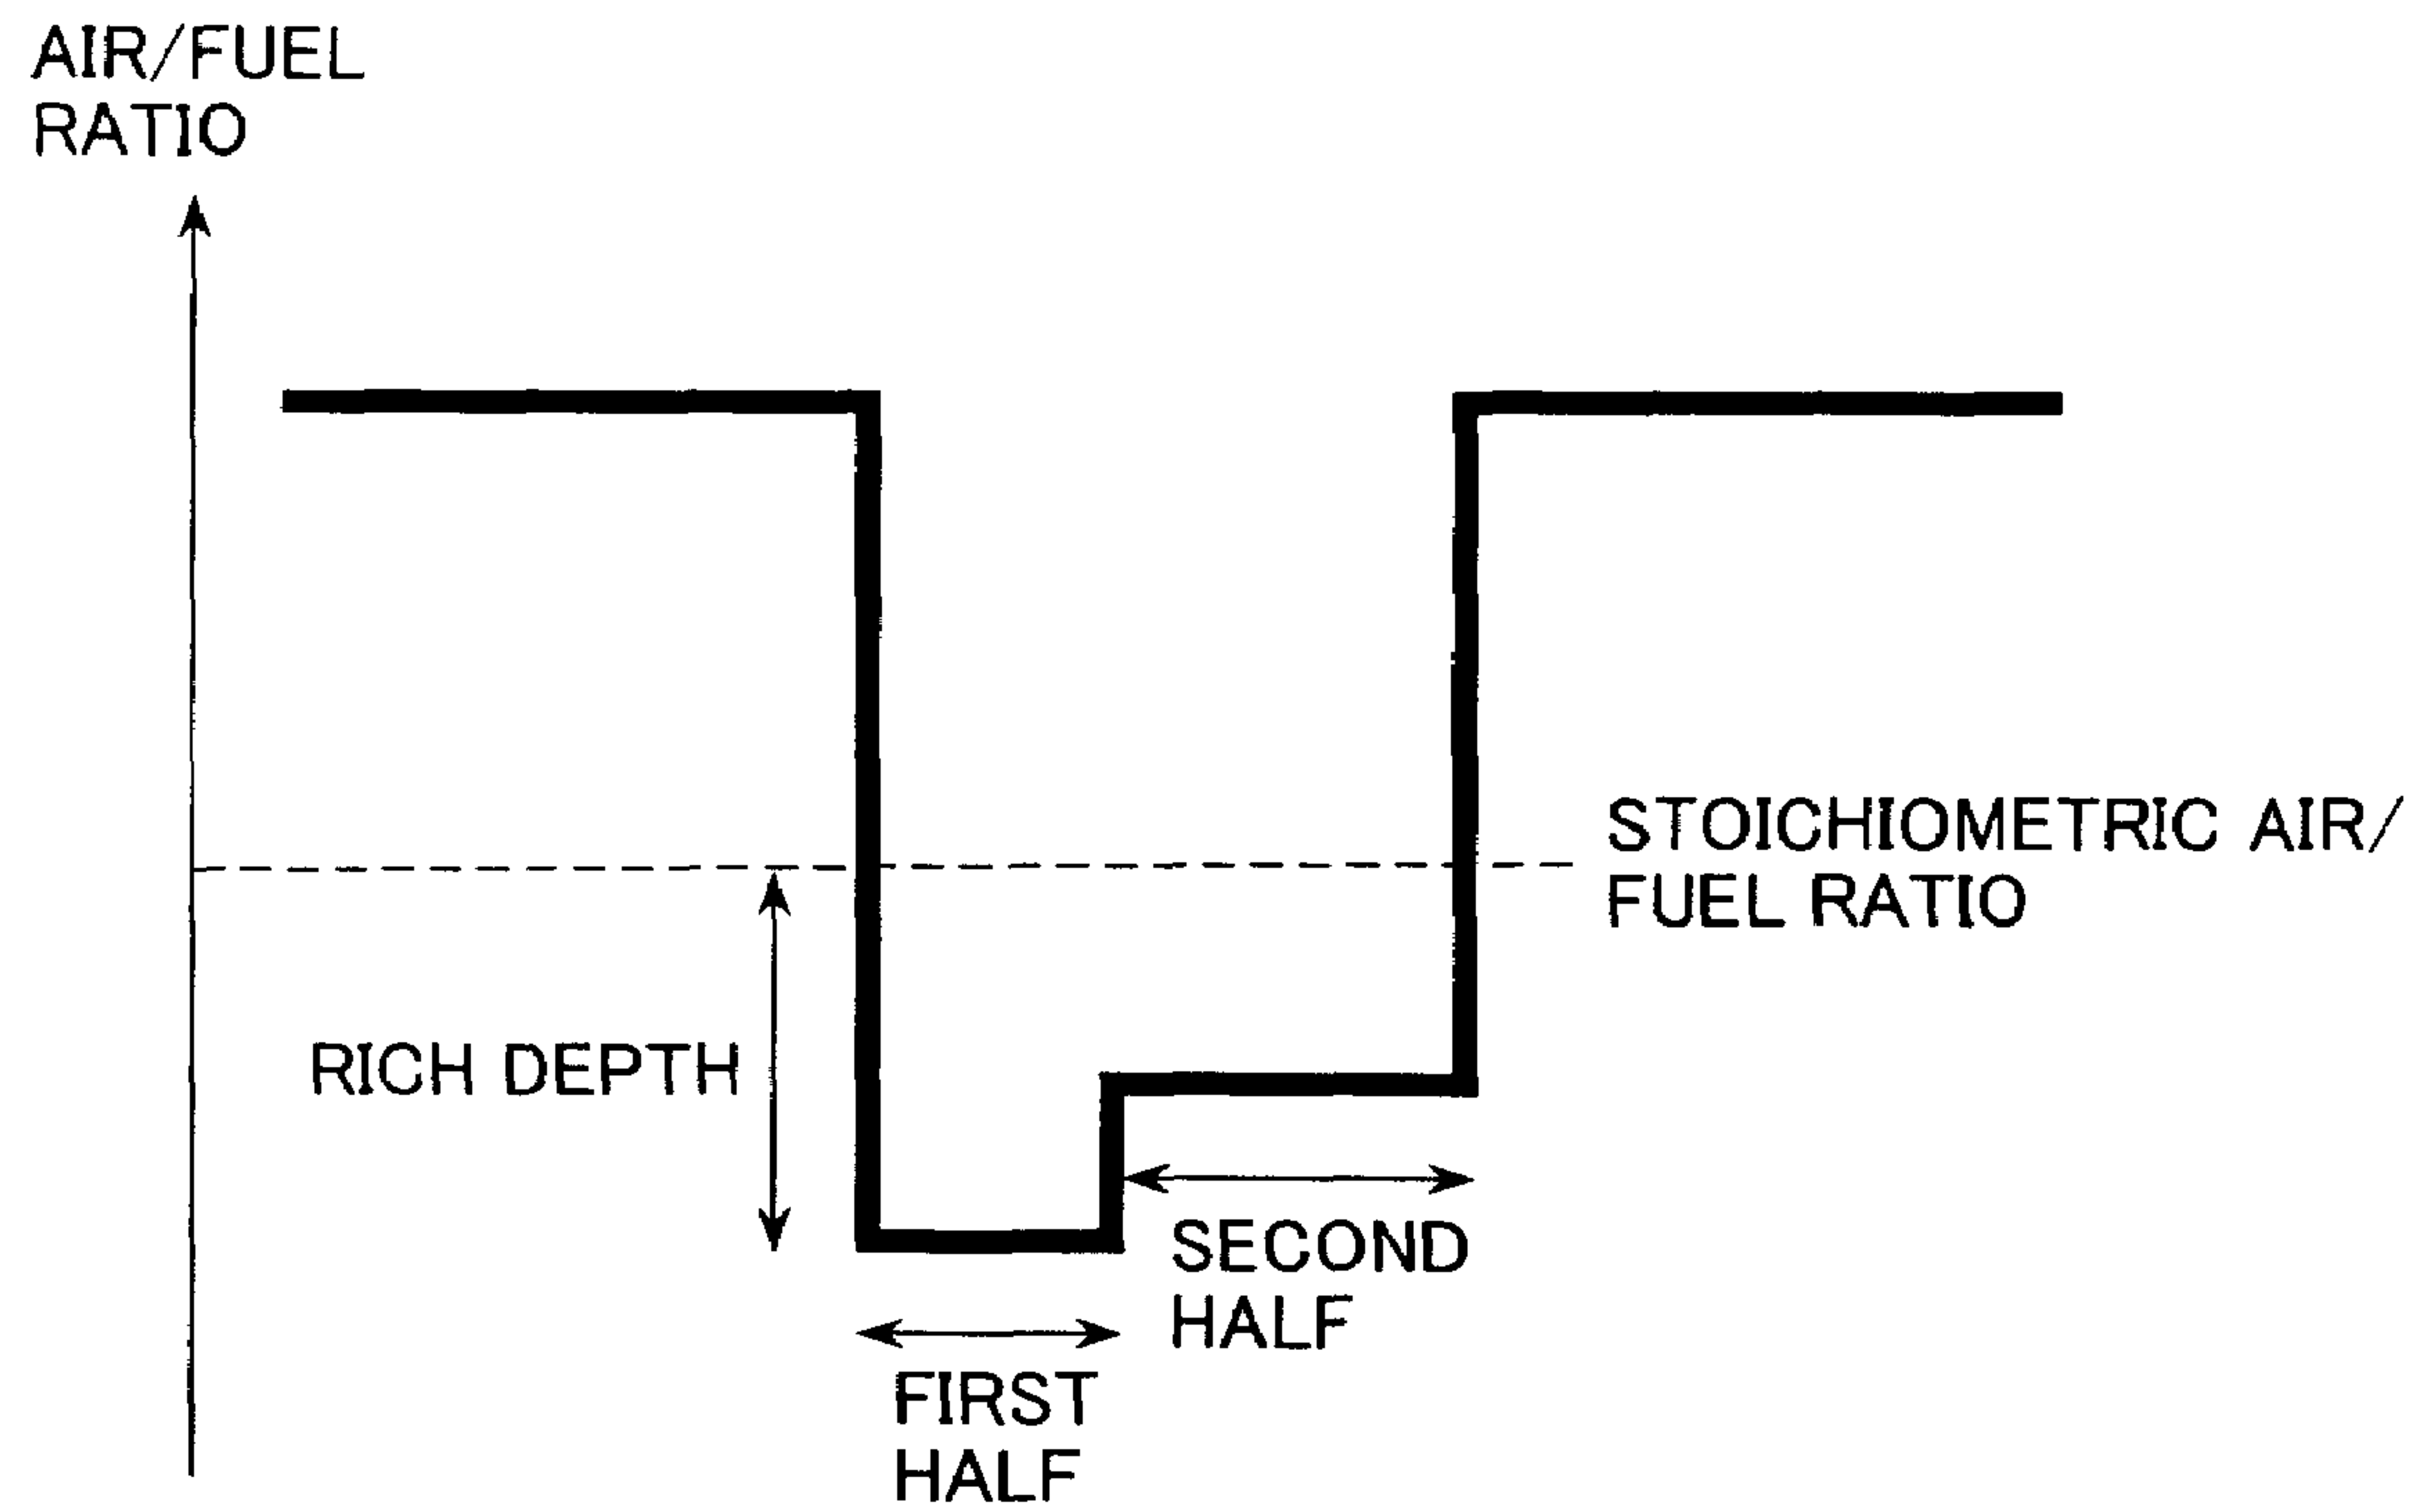 AIR/FUEL
RATIO
STOICHIOMETRIC AIR/
FUEL RATIO
RICH DEPTH
SECOND
HALF
FIRST
HALF